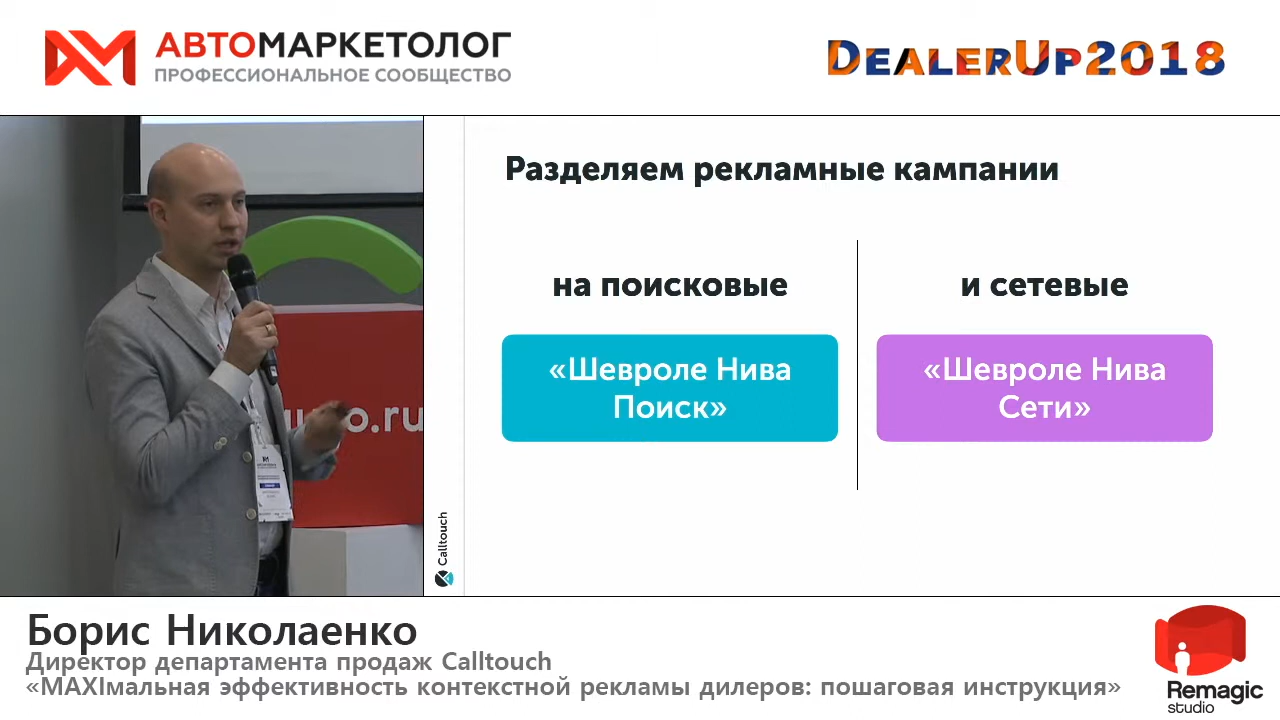 АВТОМАРКЕТОЛОГ
ПРОФЕССИОНАЛЬНОЕ СООБЩЕСТВО
DEALERUP2018
Разделяем рекламные кампании
на поисковые
и сетевые
«Шевроле Нива
Поиск»
«Шевроле Нива
Сети»
Calltouch
Борис Николаенко
Директор департамента продаж Calltouch
«MAXIмальная эффективность контекстной рекламы дилеров: пошаговая инструкция»
Remagic
studio